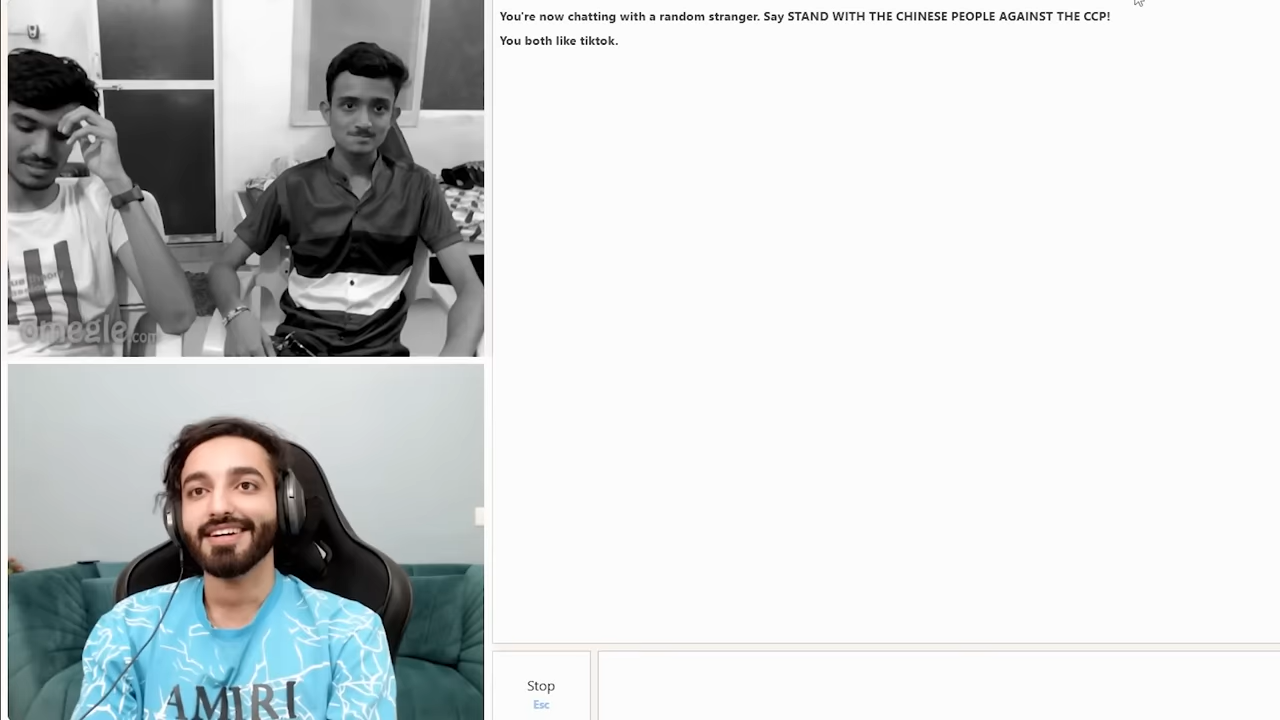 You're now chatting with a random stranger. Say STAND WITH THE CHINESE PEOPLE AGAINST THE CCP!
You both like tiktok.
omegle.com
AMIRI
Stop
Esc